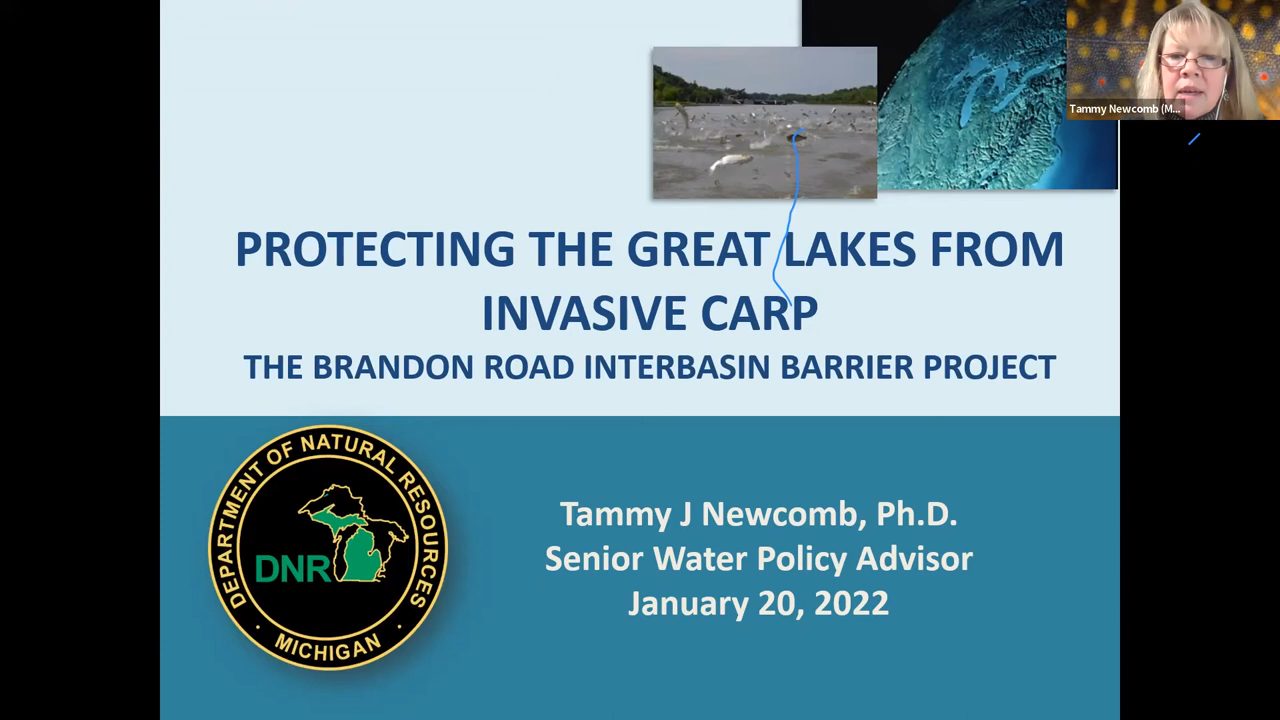 Tammy Newcomb (M...
PROTECTING THE GREAT LAKES FROM
INVASIVE CARP
THE BRANDON ROAD INTERBASIN BARRIER PROJECT
DEPARTMENT OF NATURAL RESOURCES
DNR
MICHIGAN
Tammy J Newcomb, Ph.D.
Senior Water Policy Advisor
January 20, 2022